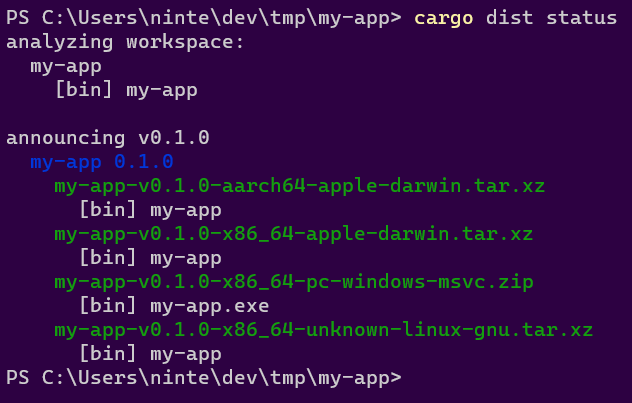 PS C:\Users\ninte\dev\tmp\my-app> cargo dist status
analyzing workspace:
  my-app
    [bin] my-app

announcing v0.1.0
  my-app 0.1.0
    my-app-v0.1.0-aarch64-apple-darwin.tar.xz
      [bin] my-app
    my-app-v0.1.0-x86_64-apple-darwin.tar.xz
      [bin] my-app
    my-app-v0.1.0-x86_64-pc-windows-msvc.zip
      [bin] my-app.exe
    my-app-v0.1.0-x86_64-unknown-linux-gnu.tar.xz
      [bin] my-app
PS C:\Users\ninte\dev\tmp\my-app>